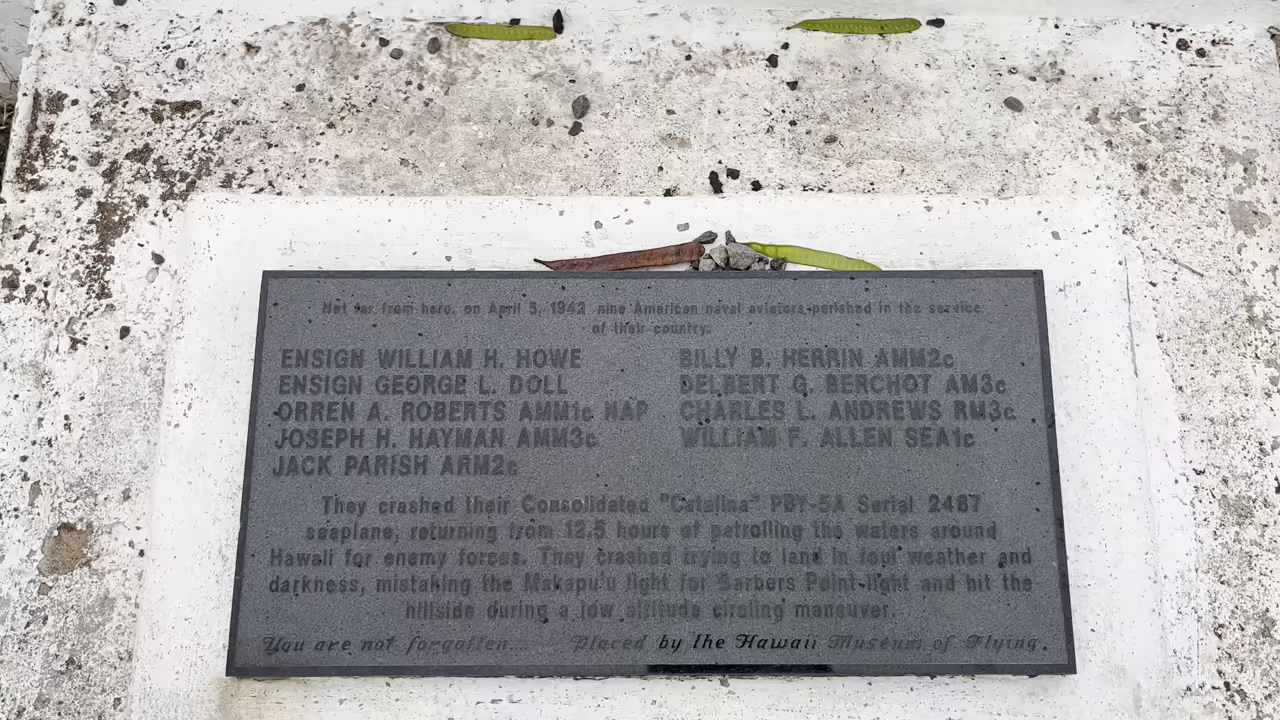 Not far from here, on April 5, 1942 nine American naval aviators perished in the service
of their country.
ENSIGN WILLIAM H. HOWE
ENSIGN GEORGE L. DOLL
ORREN A. ROBERTS AMM1c NAP
JOSEPH H. HAYMAN AMM3c
JACK PARISH ARM2c
BILLY B. HERRIN AMM2c
DELBERT G. BERCHOT AM3c
CHARLES L. ANDREWS RM3c
WILLIAM F. ALLEN SEA1c
They crashed their Consolidated "Catalina" PBY-5A Serial 2487
seaplane, returning from 12.5 hours of patrolling the waters around
Hawaii for enemy forces. They crashed trying to land in foul weather and
darkness, mistaking the Makapu'u light for Barbers Point light and hit the
hillside during a low altitude circling maneuver.
You are not forgotten. Placed by the Hawaii Museum of Flying.